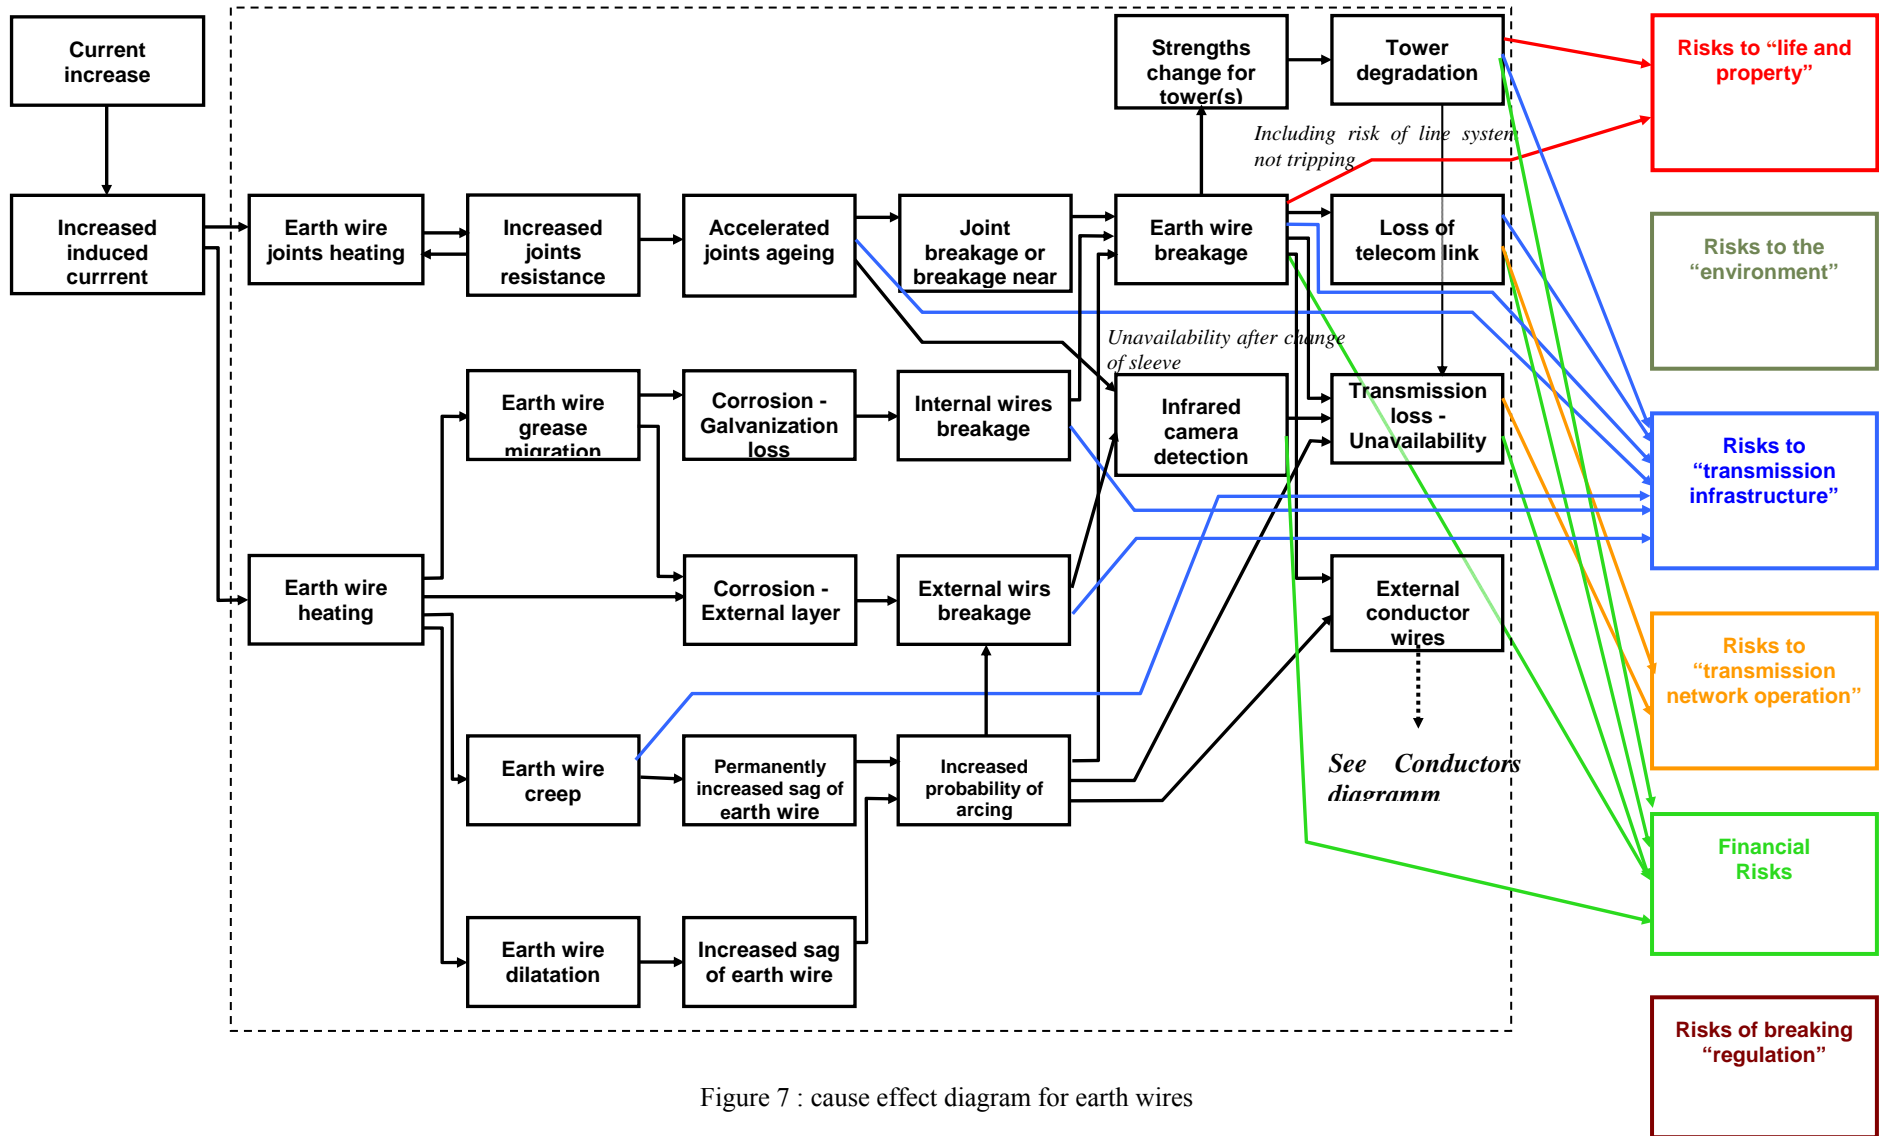 Current
increase
Strengths
change for
tower(s)
Tower
degradation
Risks to “life and
property”
Including risk of line system
not tripping
Increased
induced
currrent
Earth wire
joints heating
Increased
joints
resistance
Accelerated
joints ageing
Joint
breakage or
breakage near
Earth wire
breakage
Loss of
telecom link
Risks to the
“environment”
Unavailability after change
of sleeve
Earth wire
grease
migration
Corrosion -
Galvanization
loss
Internal wires
breakage
Infrared
camera
detection
Transmission
loss -
Unavailability
Risks to
“transmission
infrastructure”
Earth wire
heating
Corrosion -
External layer
External wirs
breakage
External
conductor
wires
Risks to
“transmission
network operation”
Earth wire
creep
Permanently
increased sag of
earth wire
Increased
probability of
arcing
See Conductors
diagramm
Financial
Risks
Earth wire
dilatation
Increased sag
of earth wire
Risks of breaking
“regulation”
Figure 7 : cause effect diagram for earth wires